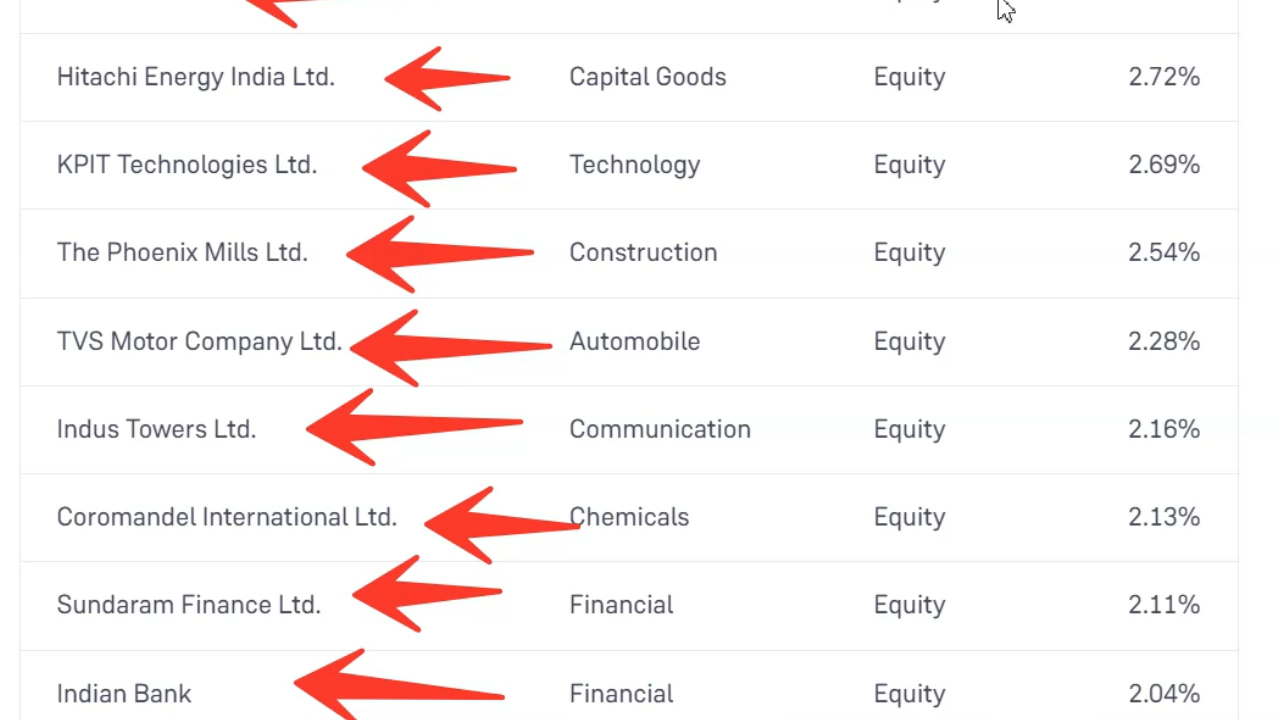 Hitachi Energy India Ltd. Capital Goods Equity 2.72%
KPIT Technologies Ltd. Technology Equity 2.69%
The Phoenix Mills Ltd. Construction Equity 2.54%
TVS Motor Company Ltd. Automobile Equity 2.28%
Indus Towers Ltd. Communication Equity 2.16%
Coromandel International Ltd. Chemicals Equity 2.13%
Sundaram Finance Ltd. Financial Equity 2.11%
Indian Bank Financial Equity 2.04%